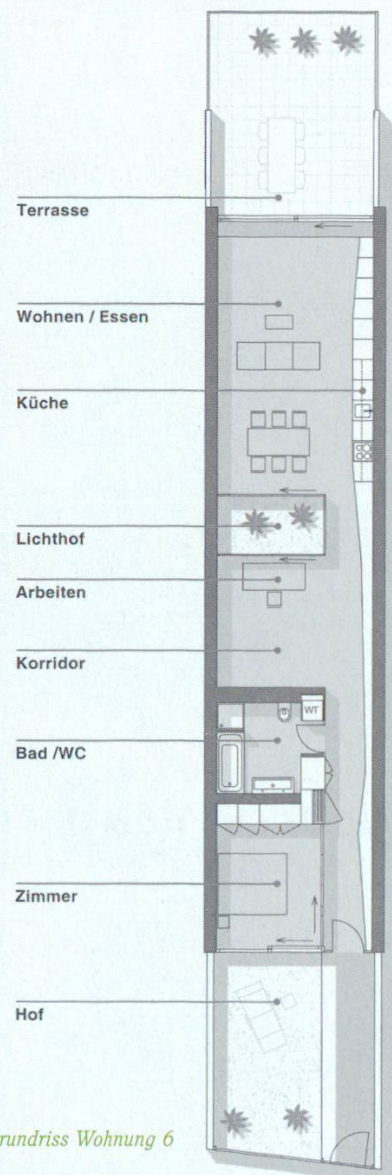 Terrasse
Wohnen / Essen
Küche
Lichthof
Arbeiten
Korridor
WT
Bad /WC
Zimmer
Hof
rundriss Wohnung 6